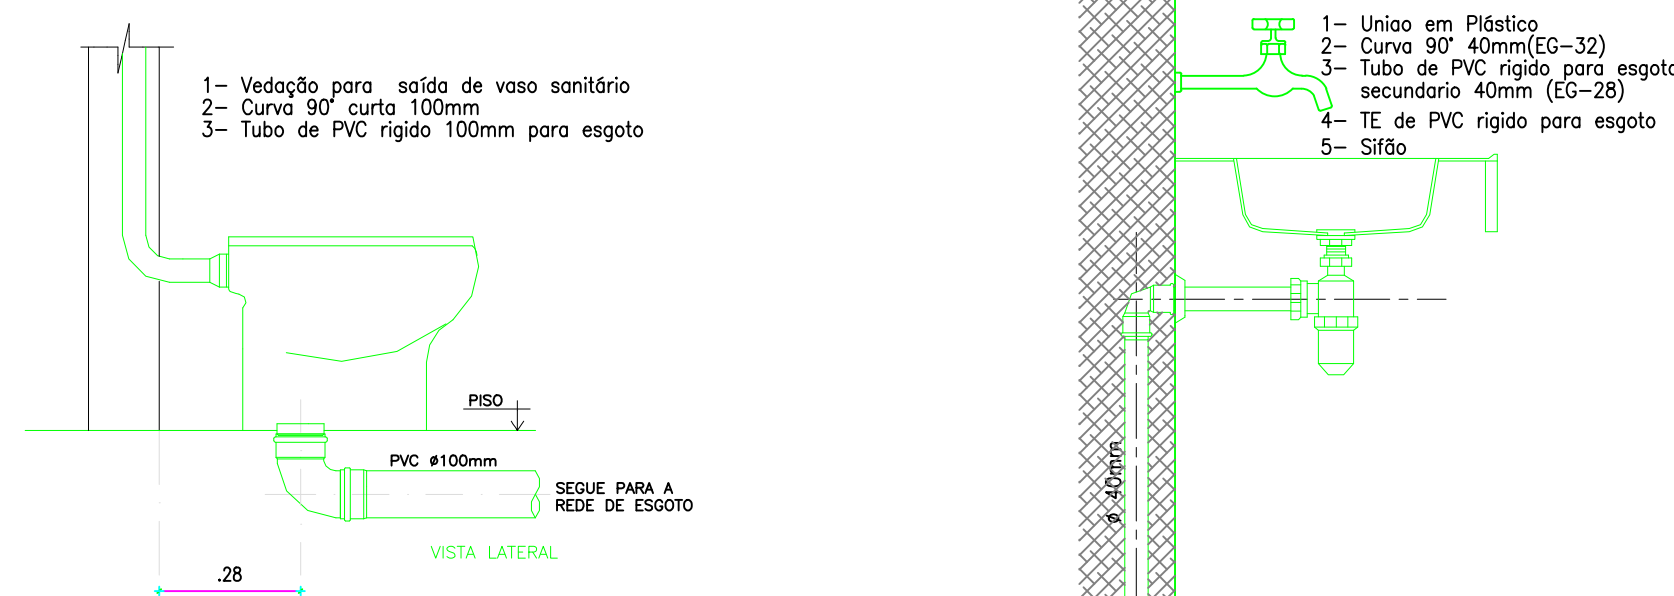 1- Vedação para saída de vaso sanitário
2- Curva 90° curta 100mm
3- Tubo de PVC rigido 100mm para esgoto
PISO
PVC ø100mm
SEGUE PARA A
REDE DE ESGOTO
VISTA LATERAL
.28
1- Uniao em Plástico
2- Curva 90° 40mm(EG-32)
3- Tubo de PVC rigido para esgoto
secundario 40mm (EG-28)
4- TE de PVC rigido para esgoto
5- Sifão
ø 40mm